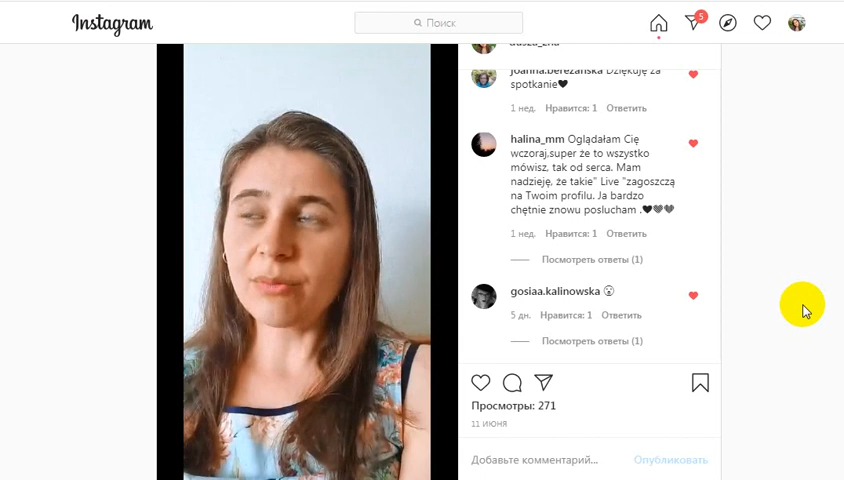 Instagram
Поиск
5
joanna.berezanska Dziękuję za
spotkanie🖤
1 нед. Нравится: 1 Ответить
halina_mm Oglądałam Cię
wczoraj,super że to wszystko
mówisz, tak od serca. Mam
nadzieję, że takie" Live "zagoszczą
na Twoim profilu. Ja bardzo
chętnie znowu posłucham .🖤🖤🖤
1 нед. Нравится: 1 Ответить
Посмотреть ответы (1)
gosiaa.kalinowska 😮
5 дн. Нравится: 1 Ответить
Посмотреть ответы (1)
Просмотры: 271
11 ИЮНЯ
Добавьте комментарий... Опубликовать